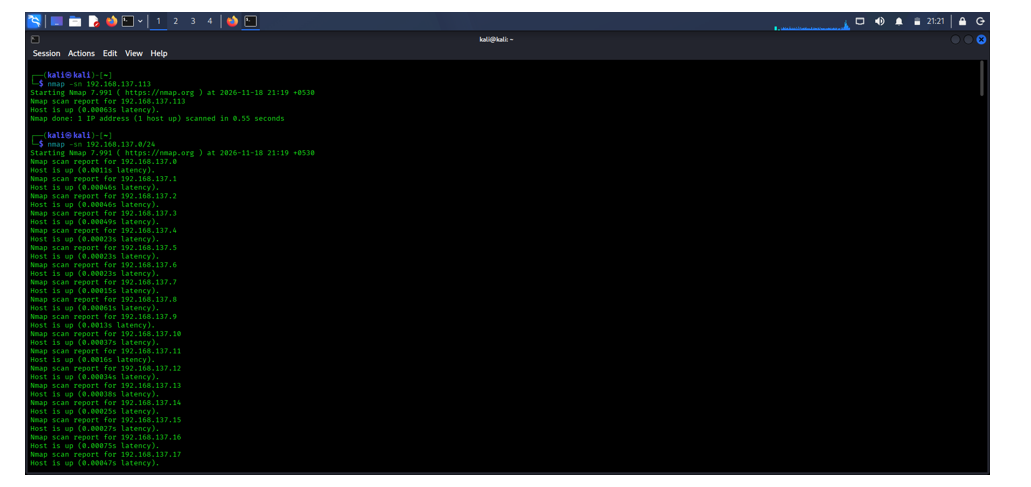 1 2 3 4
21:21
kali@kali: ~
Session Actions Edit View Help
(kali㉿kali)-[~]
$ nmap -sn 192.168.137.113
Starting Nmap 7.991 ( https://nmap.org ) at 2026-11-18 21:19 +0530
Nmap scan report for 192.168.137.113
Host is up (0.00063s latency).
Nmap done: 1 IP address (1 host up) scanned in 0.55 seconds
(kali㉿kali)-[~]
$ nmap -sn 192.168.137.0/24
Starting Nmap 7.991 ( https://nmap.org ) at 2026-11-18 21:19 +0530
Nmap scan report for 192.168.137.0
Host is up (0.0011s latency).
Nmap scan report for 192.168.137.1
Host is up (0.00046s latency).
Nmap scan report for 192.168.137.2
Host is up (0.00046s latency).
Nmap scan report for 192.168.137.3
Host is up (0.00049s latency).
Nmap scan report for 192.168.137.4
Host is up (0.00023s latency).
Nmap scan report for 192.168.137.5
Host is up (0.00023s latency).
Nmap scan report for 192.168.137.6
Host is up (0.00023s latency).
Nmap scan report for 192.168.137.7
Host is up (0.00015s latency).
Nmap scan report for 192.168.137.8
Host is up (0.00061s latency).
Nmap scan report for 192.168.137.9
Host is up (0.0013s latency).
Nmap scan report for 192.168.137.10
Host is up (0.00037s latency).
Nmap scan report for 192.168.137.11
Host is up (0.0016s latency).
Nmap scan report for 192.168.137.12
Host is up (0.00034s latency).
Nmap scan report for 192.168.137.13
Host is up (0.00038s latency).
Nmap scan report for 192.168.137.14
Host is up (0.00025s latency).
Nmap scan report for 192.168.137.15
Host is up (0.00027s latency).
Nmap scan report for 192.168.137.16
Host is up (0.00075s latency).
Nmap scan report for 192.168.137.17
Host is up (0.00047s latency).